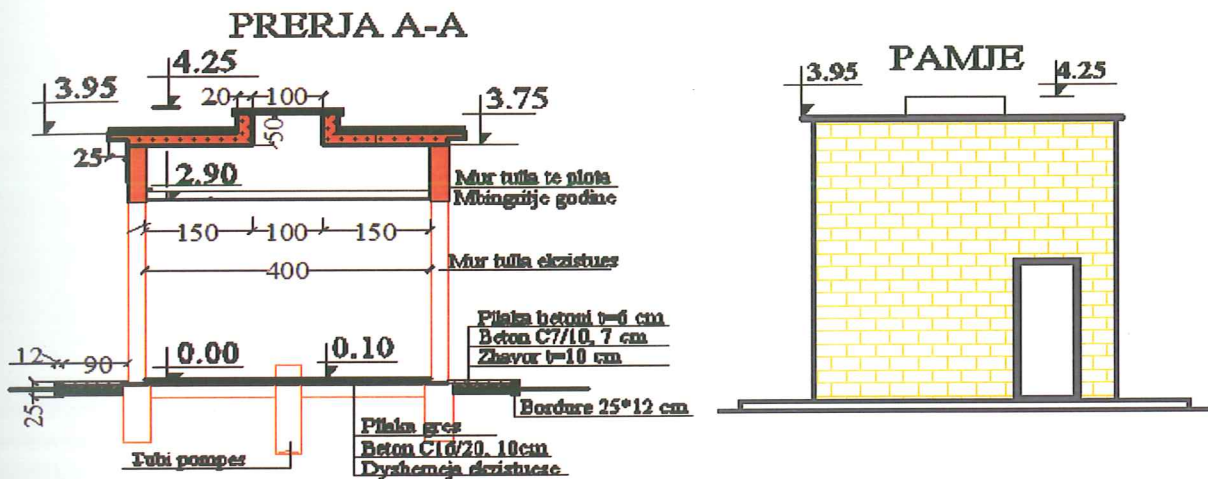 PRERJA A-A
4.25
3.95
20 100
3.75
50
25
2.90
Mur tulla te plota
Mbingritje godine
150 100 150
400
Mur tulla ekzistues
Pllaka betoni t=6 cm
Beton C7/10, 7 cm
Zhavor t=10 cm
12 90
0.00
0.10
25
Bordure 25*12 cm
Pllaka gres
Beton C16/20, 10cm
Dyshemeja ekzistuese
Tubi pompes
PAMJE
3.95
4.25